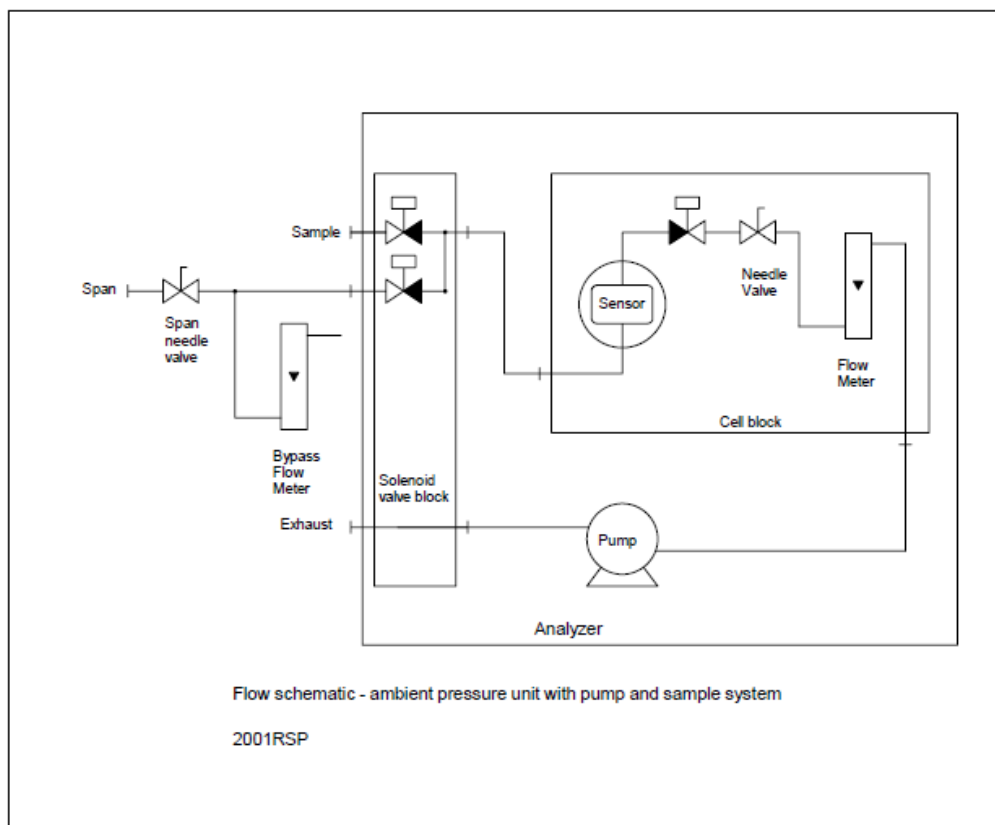 Sample
Span
Span
needle
valve
Bypass
Flow
Meter
Solenoid
valve block
Exhaust
Sensor
Needle
Valve
Flow
Meter
Cell block
Pump
Analyzer
Flow schematic - ambient pressure unit with pump and sample system
2001RSP